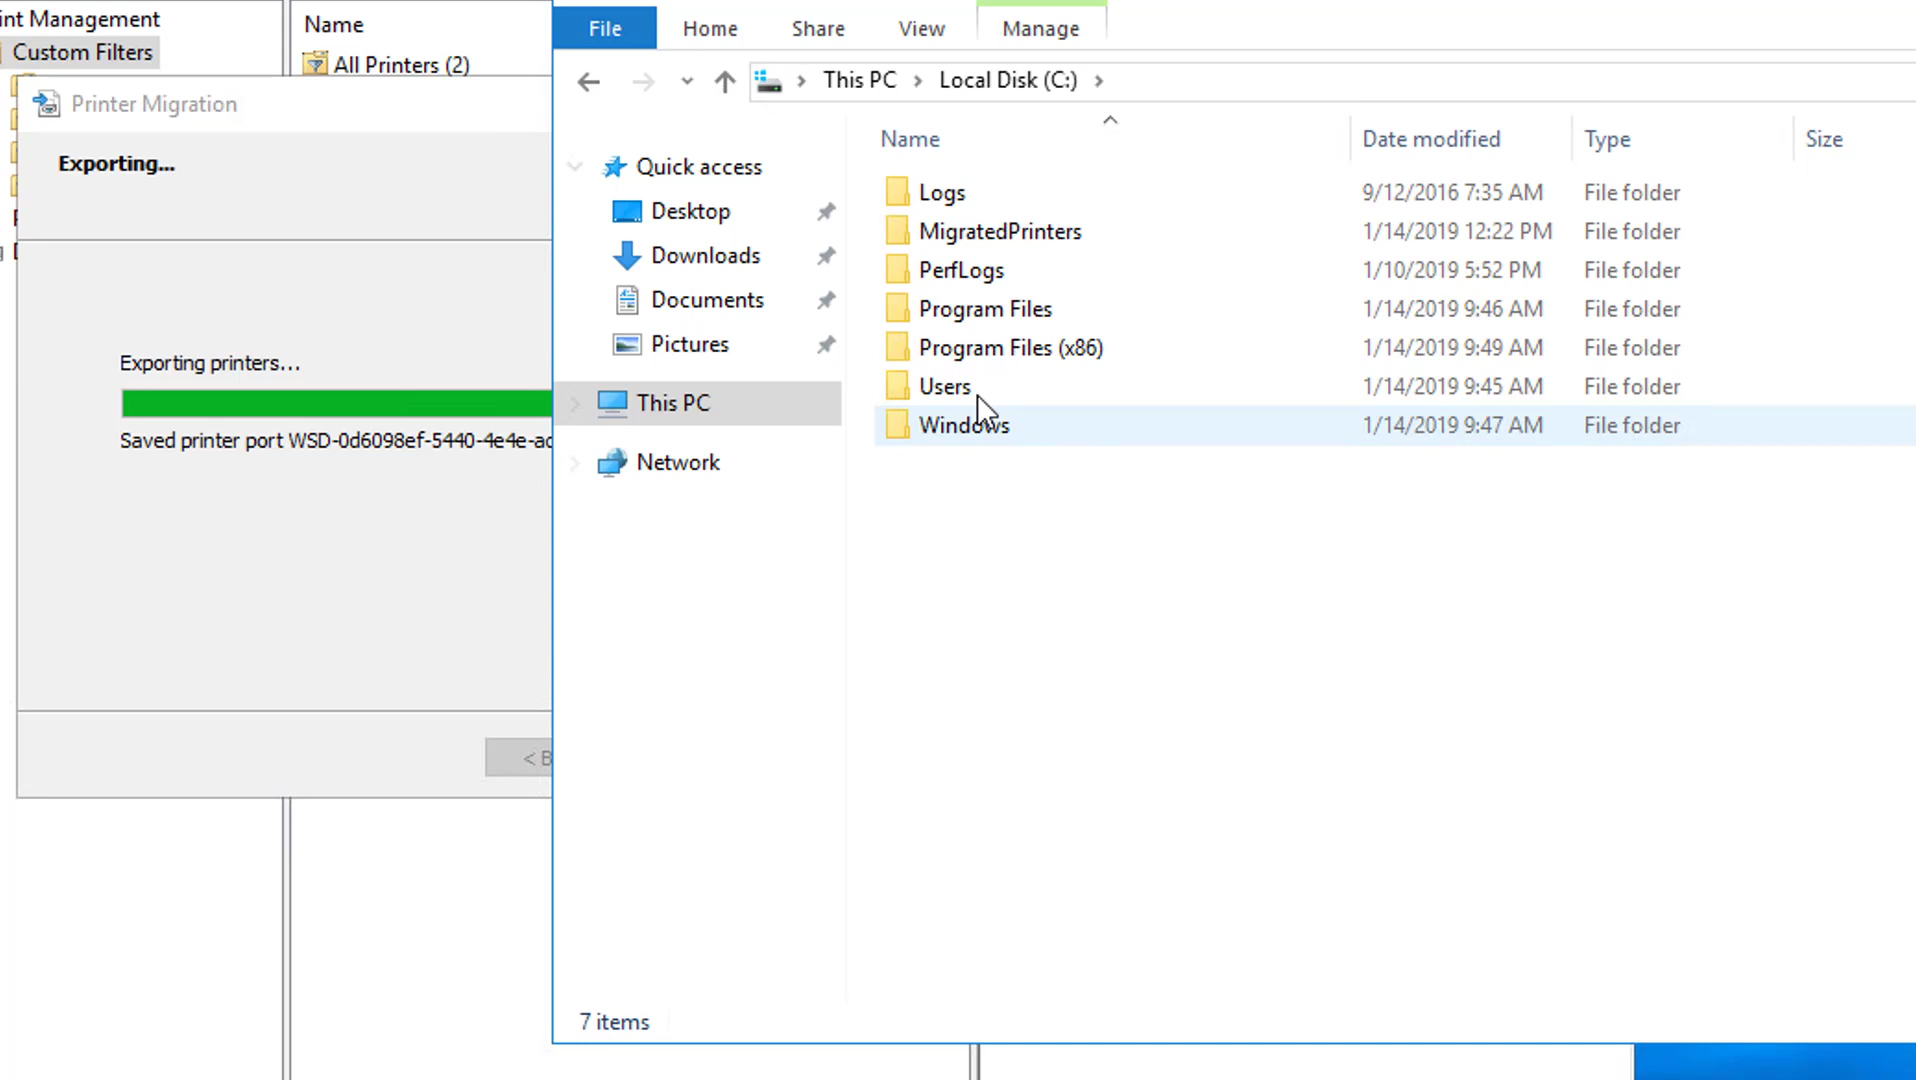 int Management
Custom Filters
Name
All Printers (2)
Printer Migration
Exporting...
Exporting printers...
Saved printer port WSD-0d6098ef-5440-4e4e-ac
< B
File Home Share View Manage
This PC Local Disk (C:)
Quick access
Desktop
Downloads
Documents
Pictures
This PC
Network
Name Date modified Type Size
Logs 9/12/2016 7:35 AM File folder
MigratedPrinters 1/14/2019 12:22 PM File folder
PerfLogs 1/10/2019 5:52 PM File folder
Program Files 1/14/2019 9:46 AM File folder
Program Files (x86) 1/14/2019 9:49 AM File folder
Users 1/14/2019 9:45 AM File folder
Windows 1/14/2019 9:47 AM File folder
7 items